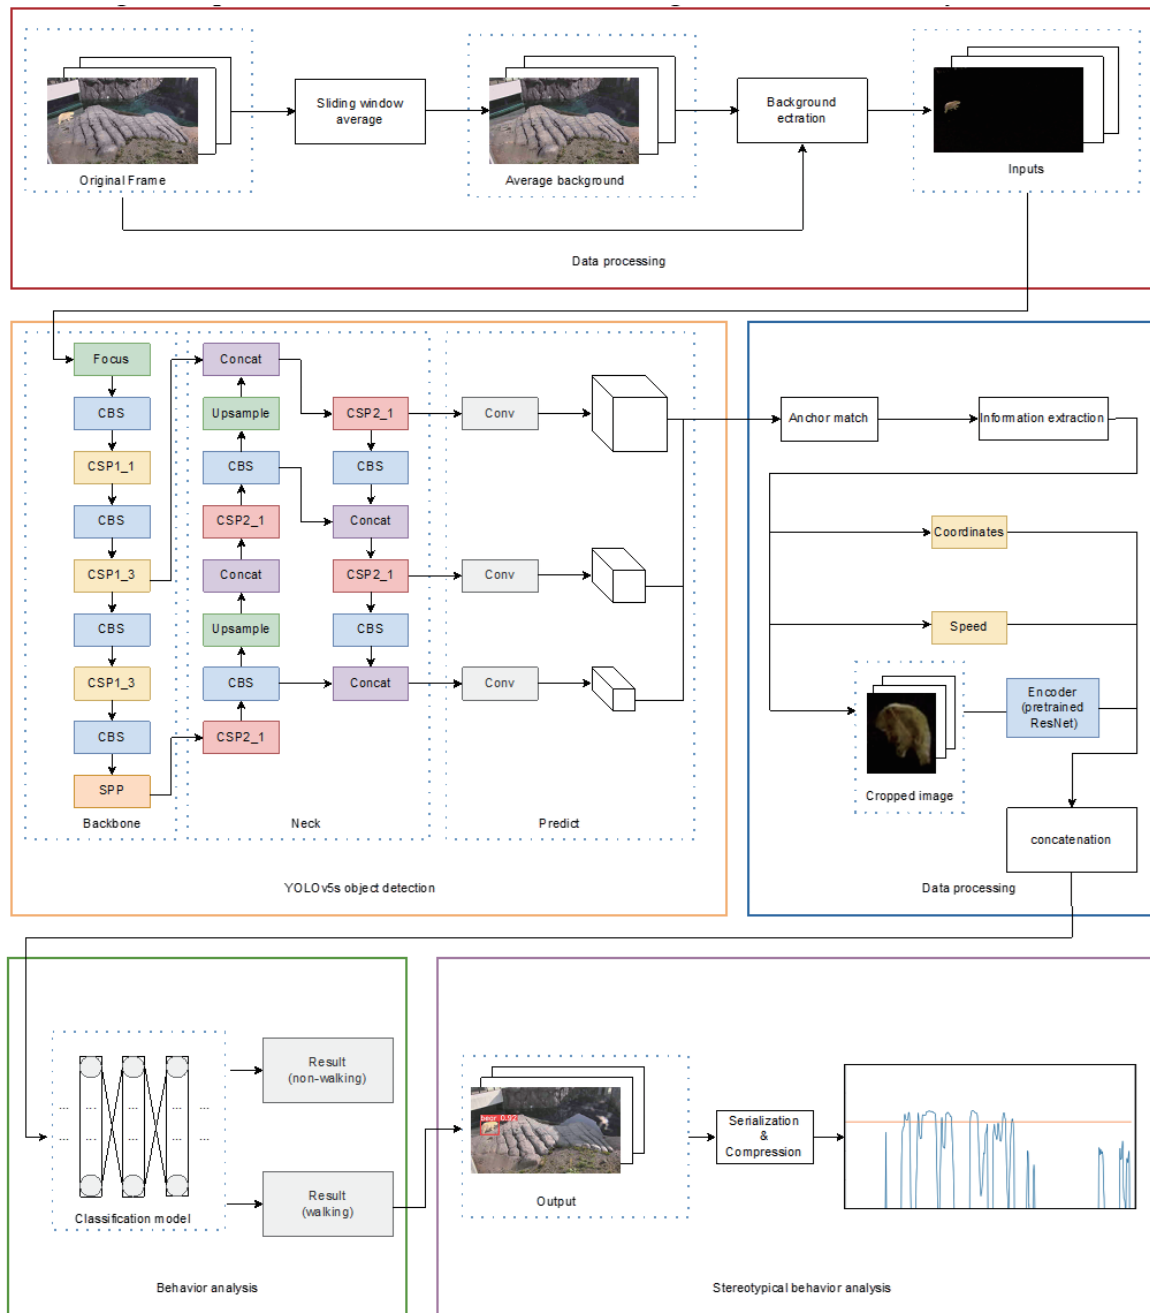 Original Frame
Sliding window
average
Average background
Background
ectration
Inputs
Data processing
Focus
CBS
CSP1_1
CBS
CSP1_3
CBS
CSP1_3
CBS
SPP
Backbone
Concat
Upsample
CBS
CSP2_1
Concat
Upsample
CBS
CSP2_1
CSP2_1
CBS
Concat
CSP2_1
CBS
Concat
Neck
Conv
Conv
Conv
Predict
YOLOv5s object detection
Anchor match
Information extraction
Coordinates
Speed
Cropped image
Encoder
(pretrained
ResNet)
concatenation
Data processing
... ... ... ...
... ... ... ...
Classification model
Result
(non-walking)
Result
(walking)
Behavior analysis
bear 0.92
Output
Serialization
&
Compression
Stereotypical behavior analysis